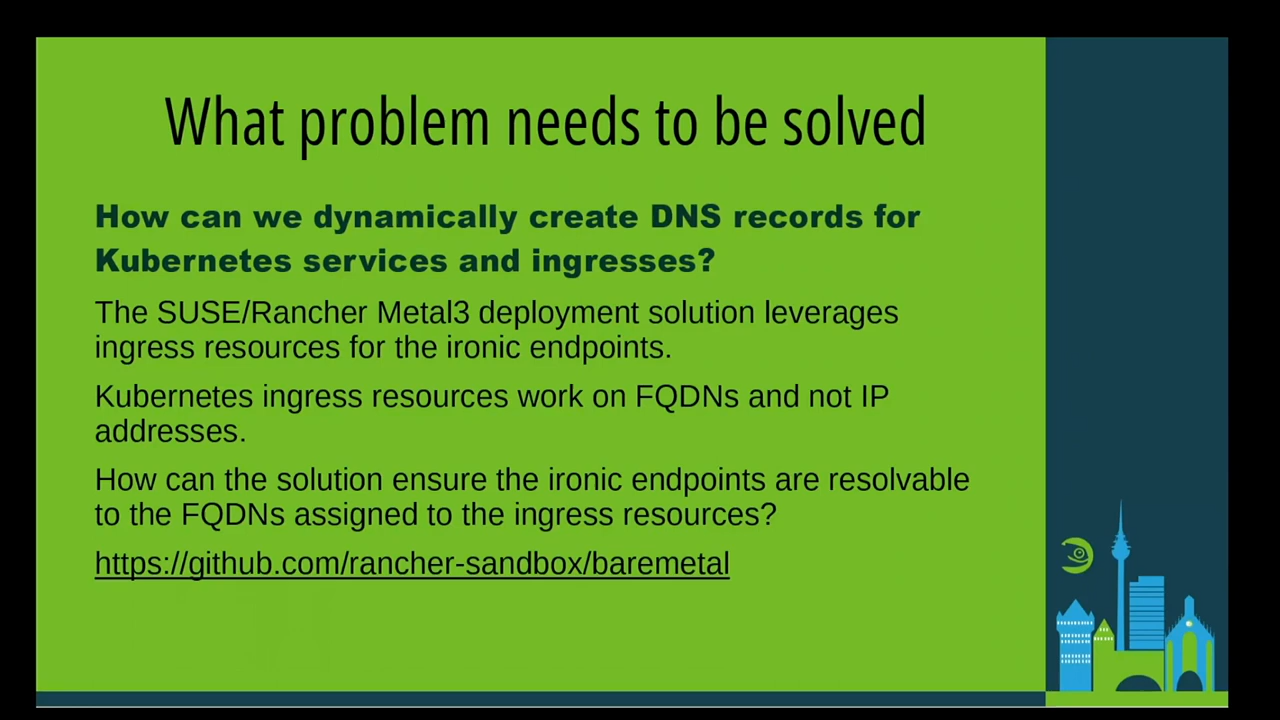 What problem needs to be solved
How can we dynamically create DNS records for
Kubernetes services and ingresses?
The SUSE/Rancher Metal3 deployment solution leverages
ingress resources for the ironic endpoints.
Kubernetes ingress resources work on FQDNs and not IP
addresses.
How can the solution ensure the ironic endpoints are resolvable
to the FQDNs assigned to the ingress resources?
https://github.com/rancher-sandbox/baremetal